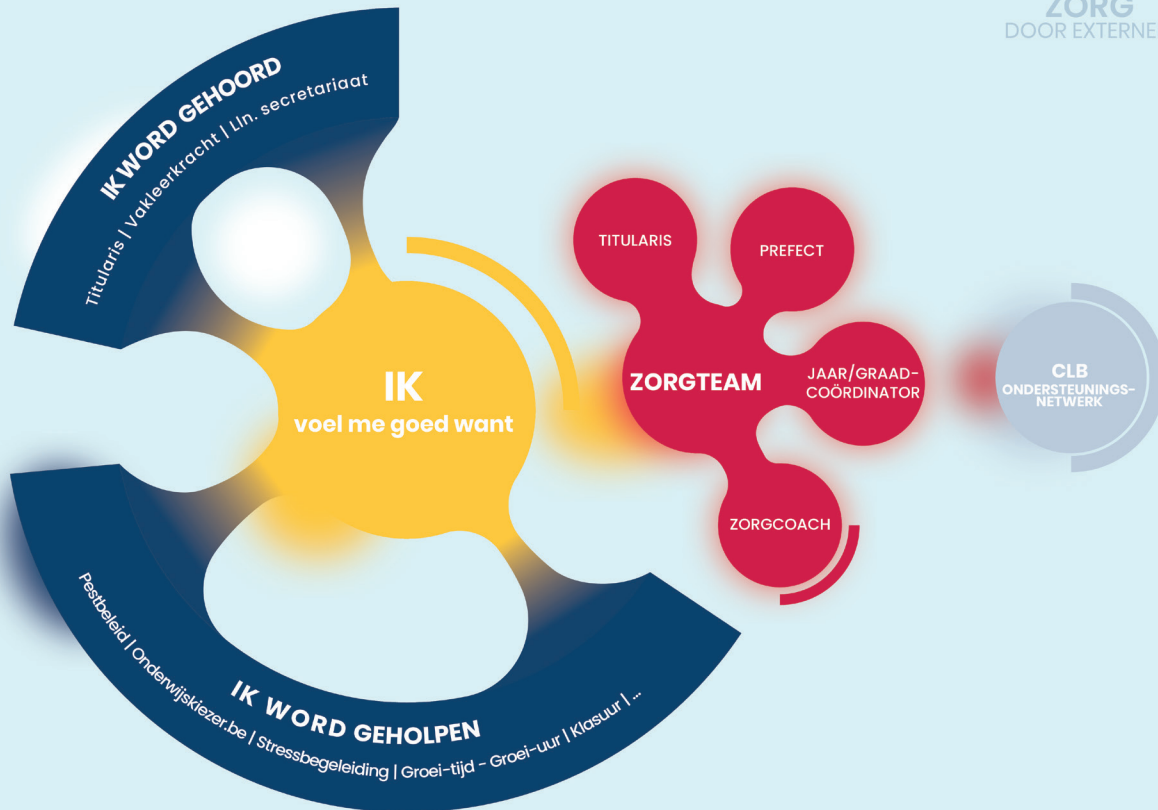 ZORG
DOOR EXTERNE
IK WORD GEHOORD
Titularis | Vakleerkracht | Lln. secretariaat
IK
voel me goed want
TITULARIS
PREFECT
ZORGTEAM
JAAR/GRAAD-
COÖRDINATOR
ZORGCOACH
CLB
ONDERSTEUNINGS-
NETWERK
IK WORD GEHOLPEN
Pestbeleid | Onderwijskiezer.be | Stressbegeleiding | Groei-tijd - Groei-uur | Klasuur | ...